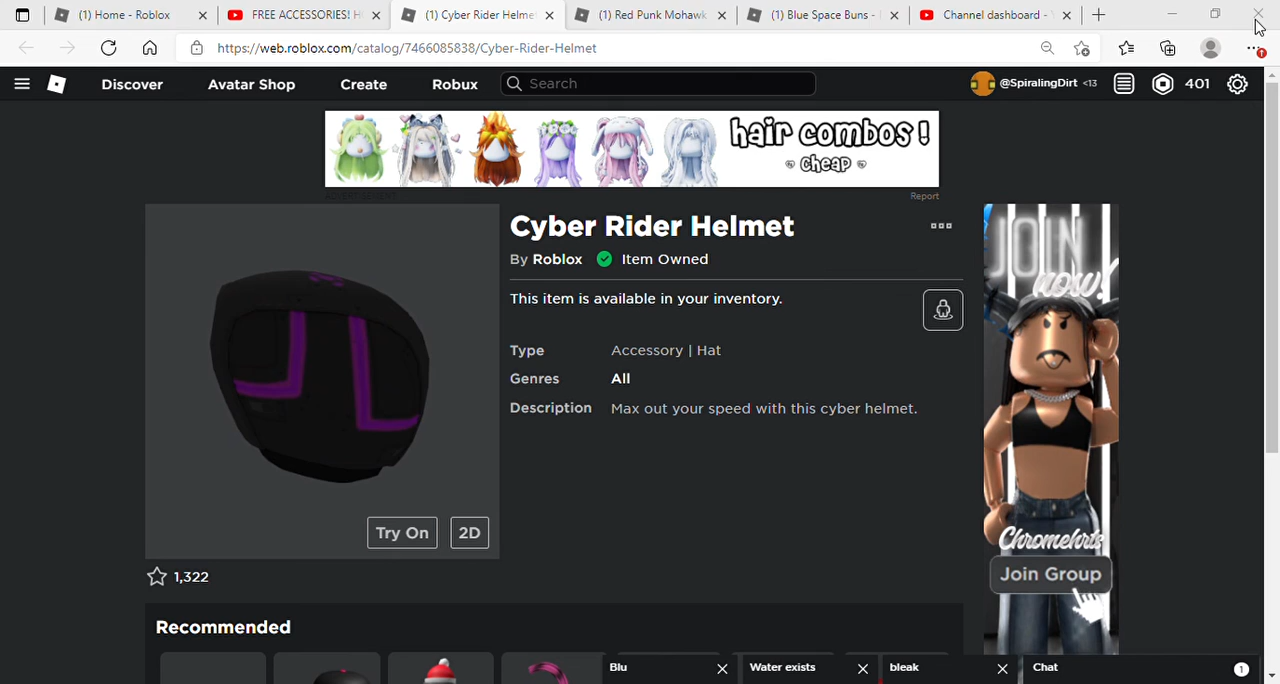 (1) Home - Roblox
FREE ACCESSORIES! H
(1) Cyber Rider Helme
(1) Red Punk Mohawk
(1) Blue Space Buns -
Channel dashboard -
https://web.roblox.com/catalog/7466085838/Cyber-Rider-Helmet
Discover
Avatar Shop
Create
Robux
Search
@SpiralingDirt <13
401
hair combos!
cheap
ADVERTISEMENT
Report
Cyber Rider Helmet
By Roblox Item Owned
This item is available in your inventory.
Type Accessory | Hat
Genres All
Description Max out your speed with this cyber helmet.
Try On
2D
1,322
JOIN
now!
Chromehrts
Join Group
Recommended
Blu
Water exists
bleak
Chat
1